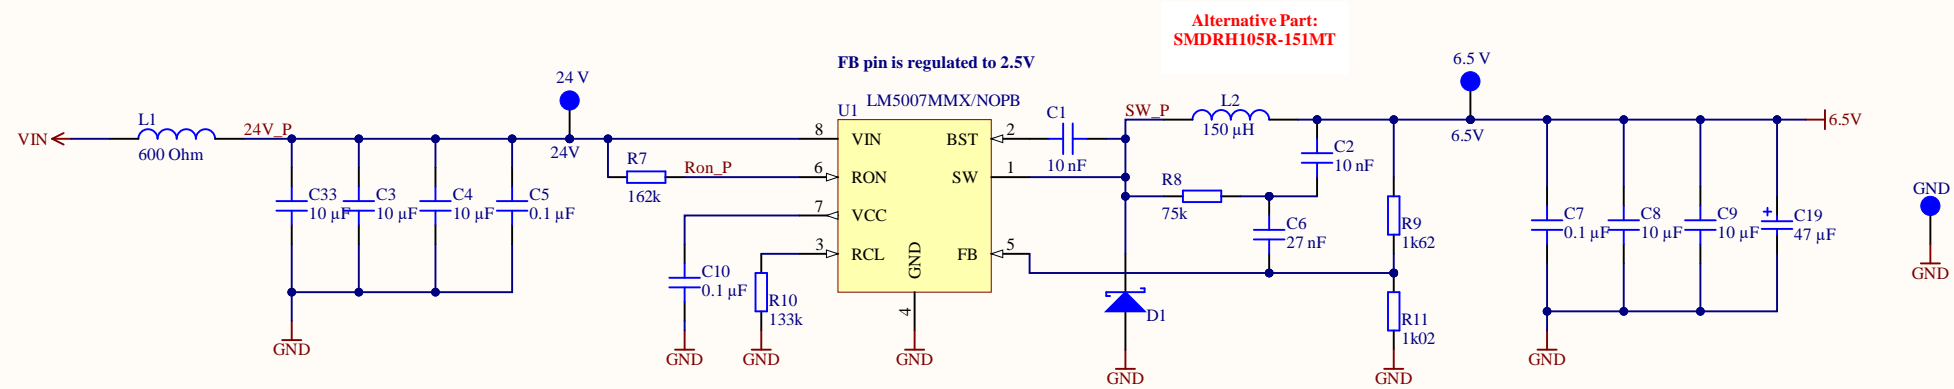 Alternative Part:
SMDRH105R-151MT
FB pin is regulated to 2.5V
VIN
L1
600 Ohm
24V_P
24 V
24V
C33
10 µF
C3
10 µF
C4
10 µF
C5
0.1 µF
GND
R7
162k
Ron_P
C10
0.1 µF
GND
R10
133k
GND
U1
LM5007MMX/NOPB
8
VIN
6
RON
7
VCC
3
RCL
GND
4
GND
BST
2
SW
1
FB
5
C1
10 nF
SW_P
L2
150 µH
R8
75k
C2
10 nF
C6
27 nF
D1
GND
R9
1k62
R11
1k02
GND
6.5 V
6.5V
C7
0.1 µF
C8
10 µF
C9
10 µF
+
C19
47 µF
GND
6.5V
GND
GND